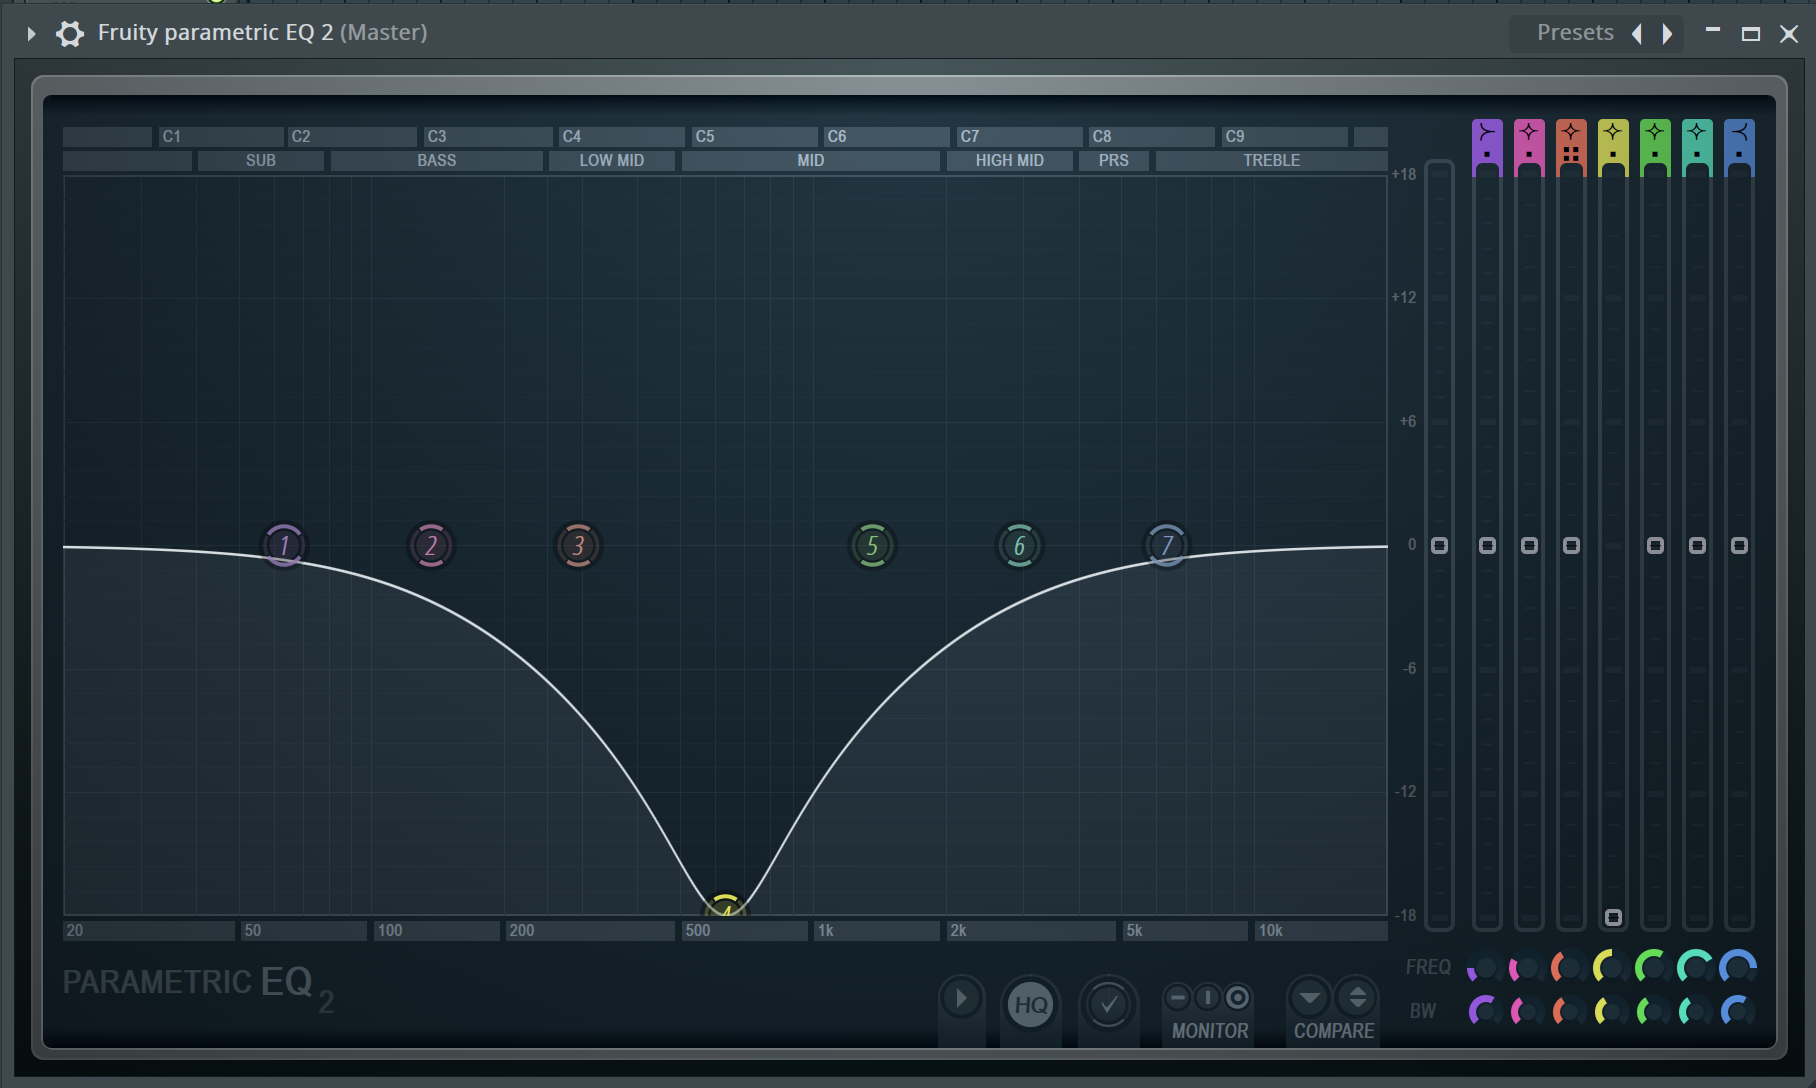 Fruity parametric EQ 2 (Master) Presets
C1 C2 C3 C4 C5 C6 C7 C8 C9
SUB BASS LOW MID MID HIGH MID PRS TREBLE
+18
+12
+6
1 2 3 5 6 7 0
-6
-12
4 -18
20 50 100 200 500 1k 2k 5k 10k
FREQ
PARAMETRIC EQ 2
HQ BW
MONITOR COMPARE